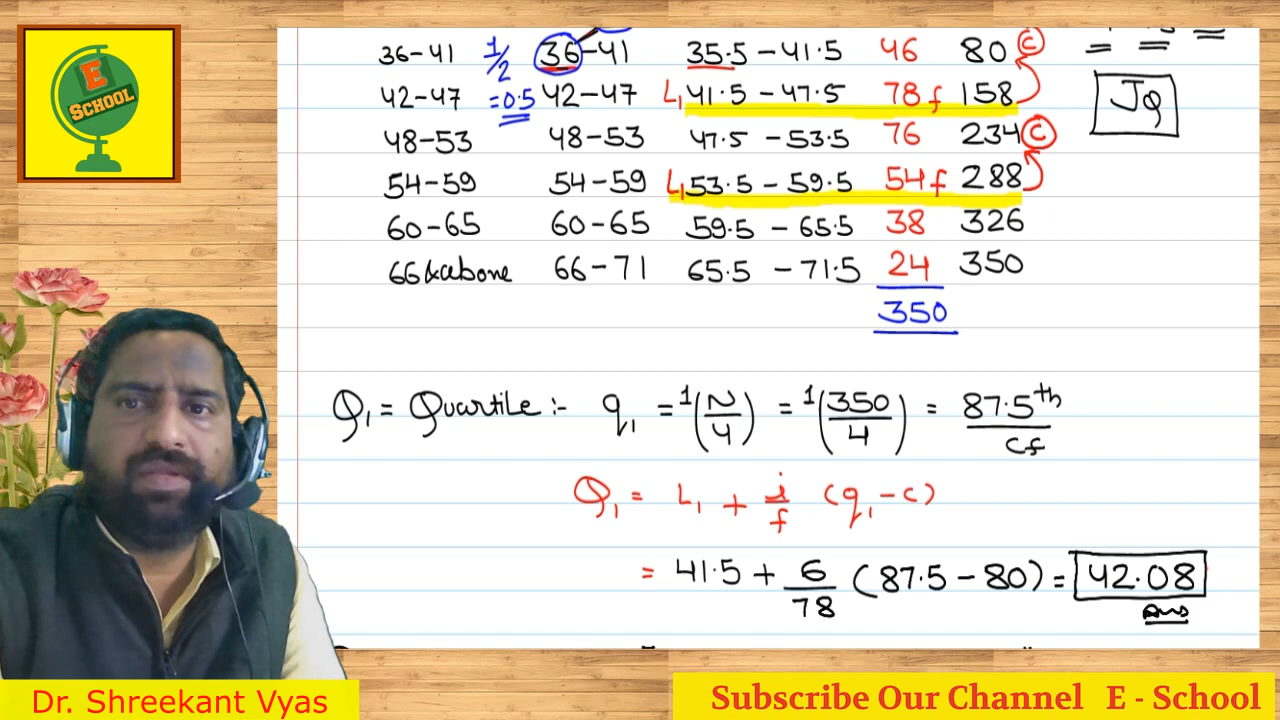 E
SCHOOL
36-41 1/2 36-41 35.5 - 41.5 46 80 C
42-47 =0.5 42-47 L₁ 41.5 - 47.5 78 f 158
JQ
48-53 48-53 47.5 - 53.5 76 234 C
54-59 54-59 L₁ 53.5 - 59.5 54 f 288
60-65 60-65 59.5 - 65.5 38 326
66 & above 66-71 65.5 - 71.5 24 350
350
Q₁ = Quartile :- q₁ = 1(N/4) = 1(350/4) = 87.5th cf
Q₁ = L₁ + i/f (q₁ - c)
= 41.5 + 6/78 (87.5 - 80) = 42.08
Ans
Dr. Shreekant Vyas
Subscribe Our Channel E - School